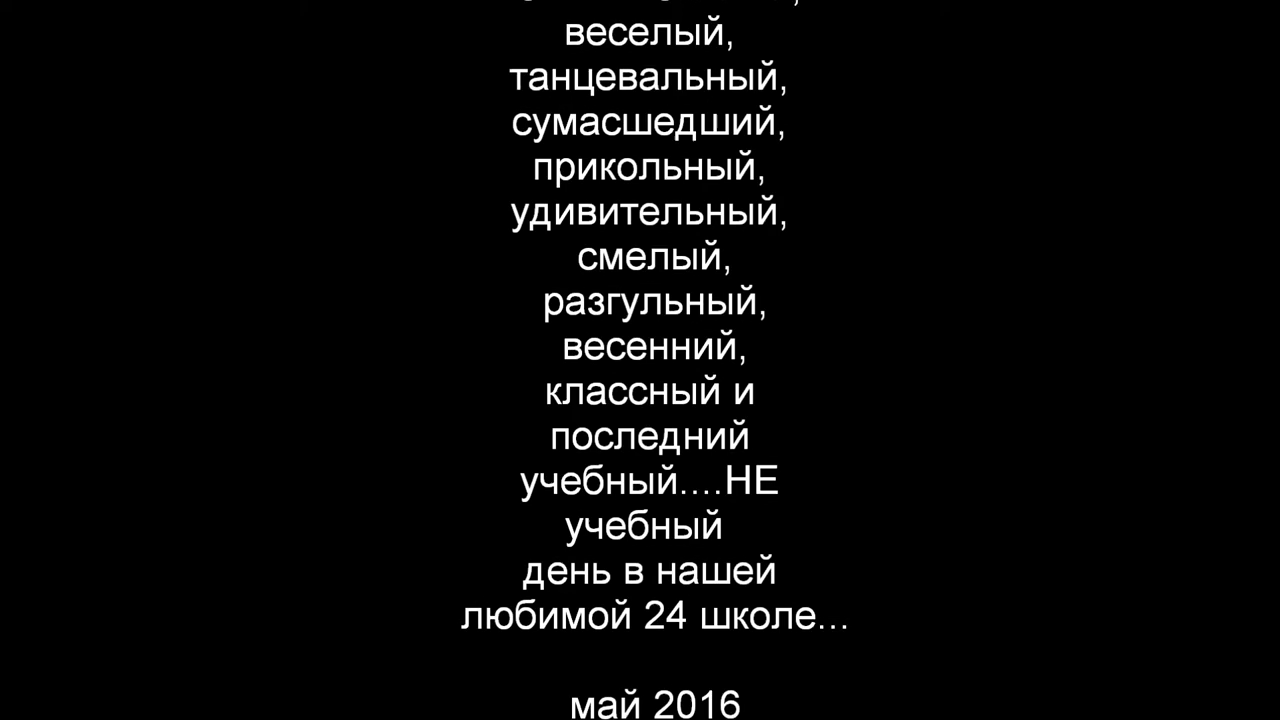 веселый,
танцевальный,
сумасшедший,
прикольный,
удивительный,
смелый,
разгульный,
весенний,
классный и
последний
учебный....НЕ
учебный
день в нашей
любимой 24 школе...
май 2016